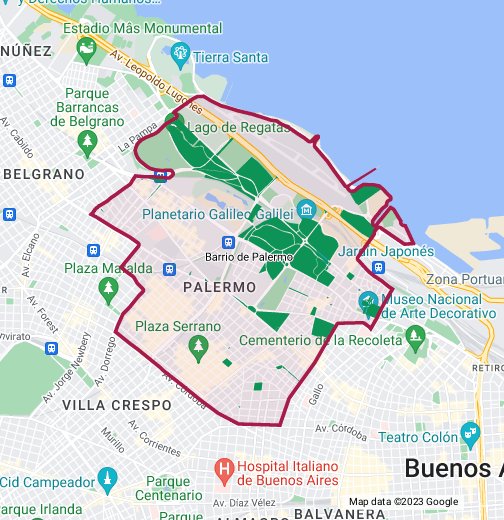 y Derechos Humanos...
NÚÑEZ
Estadio Mâs Monumental
Tierra Santa
Av. Leopoldo Lugones
Parque
Barrancas
de Belgrano
Av. Cabildo
La Pampa
Lago de Regatas
BELGRANO
Planetario Galileo Galilei
Av. Elcano
Barrio de Palermo
Jardín Japonés
Plaza Mafalda
Zona Portuar
PALERMO
Av. Forest
Museo Nacional
de Arte Decorativo
Plaza Serrano
Cementerio de la Recoleta
nvirrato
Av. Jorge Newbery
Av. Dorrego
RETIRO
Av. Córdoba
Gallo
VILLA CRESPO
Murillo
Av. Corrientes
Av. Córdoba
Teatro Colón
Buenos A
Cid Campeador
Hospital Italiano
de Buenos Aires
Parque
Centenario
Parque Irlanda
Av. Díaz Vélez
Map data ©2023 Google
ALMAGRO
BALVANERA